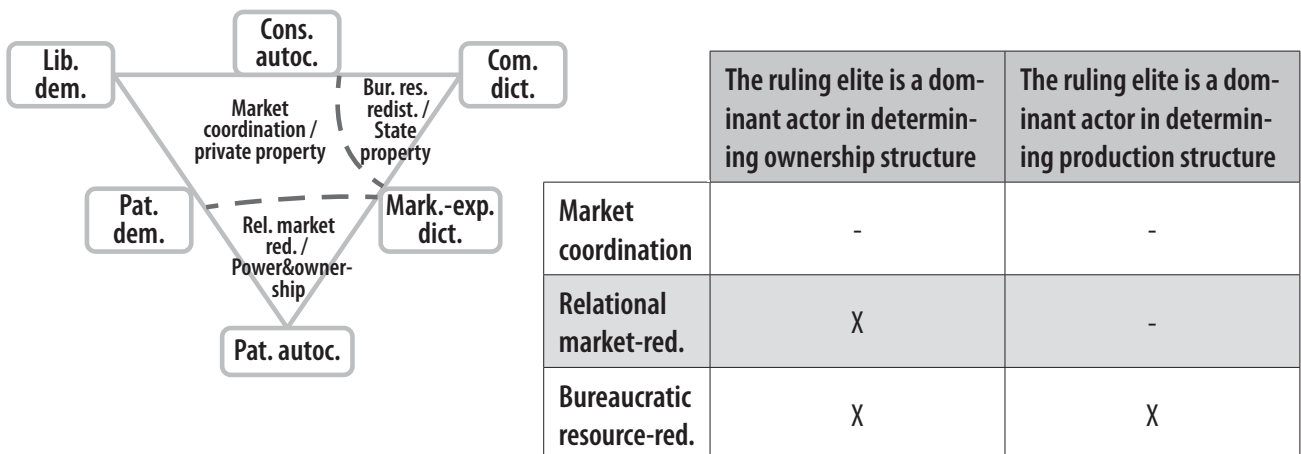 Cons.
autoc.
Lib.
dem.
Com.
dict.
Bur. res.
redist. /
State
property
Market
coordination /
private property
Pat.
dem.
Mark.-exp.
dict.
Rel. market
red. /
Power&owner-
ship
Pat. autoc.
The ruling elite is a dom-
inant actor in determin-
ing ownership structure
The ruling elite is a dom-
inant actor in determin-
ing production structure
Market
coordination
-
-
Relational
market-red.
X
-
Bureaucratic
resource-red.
X
X